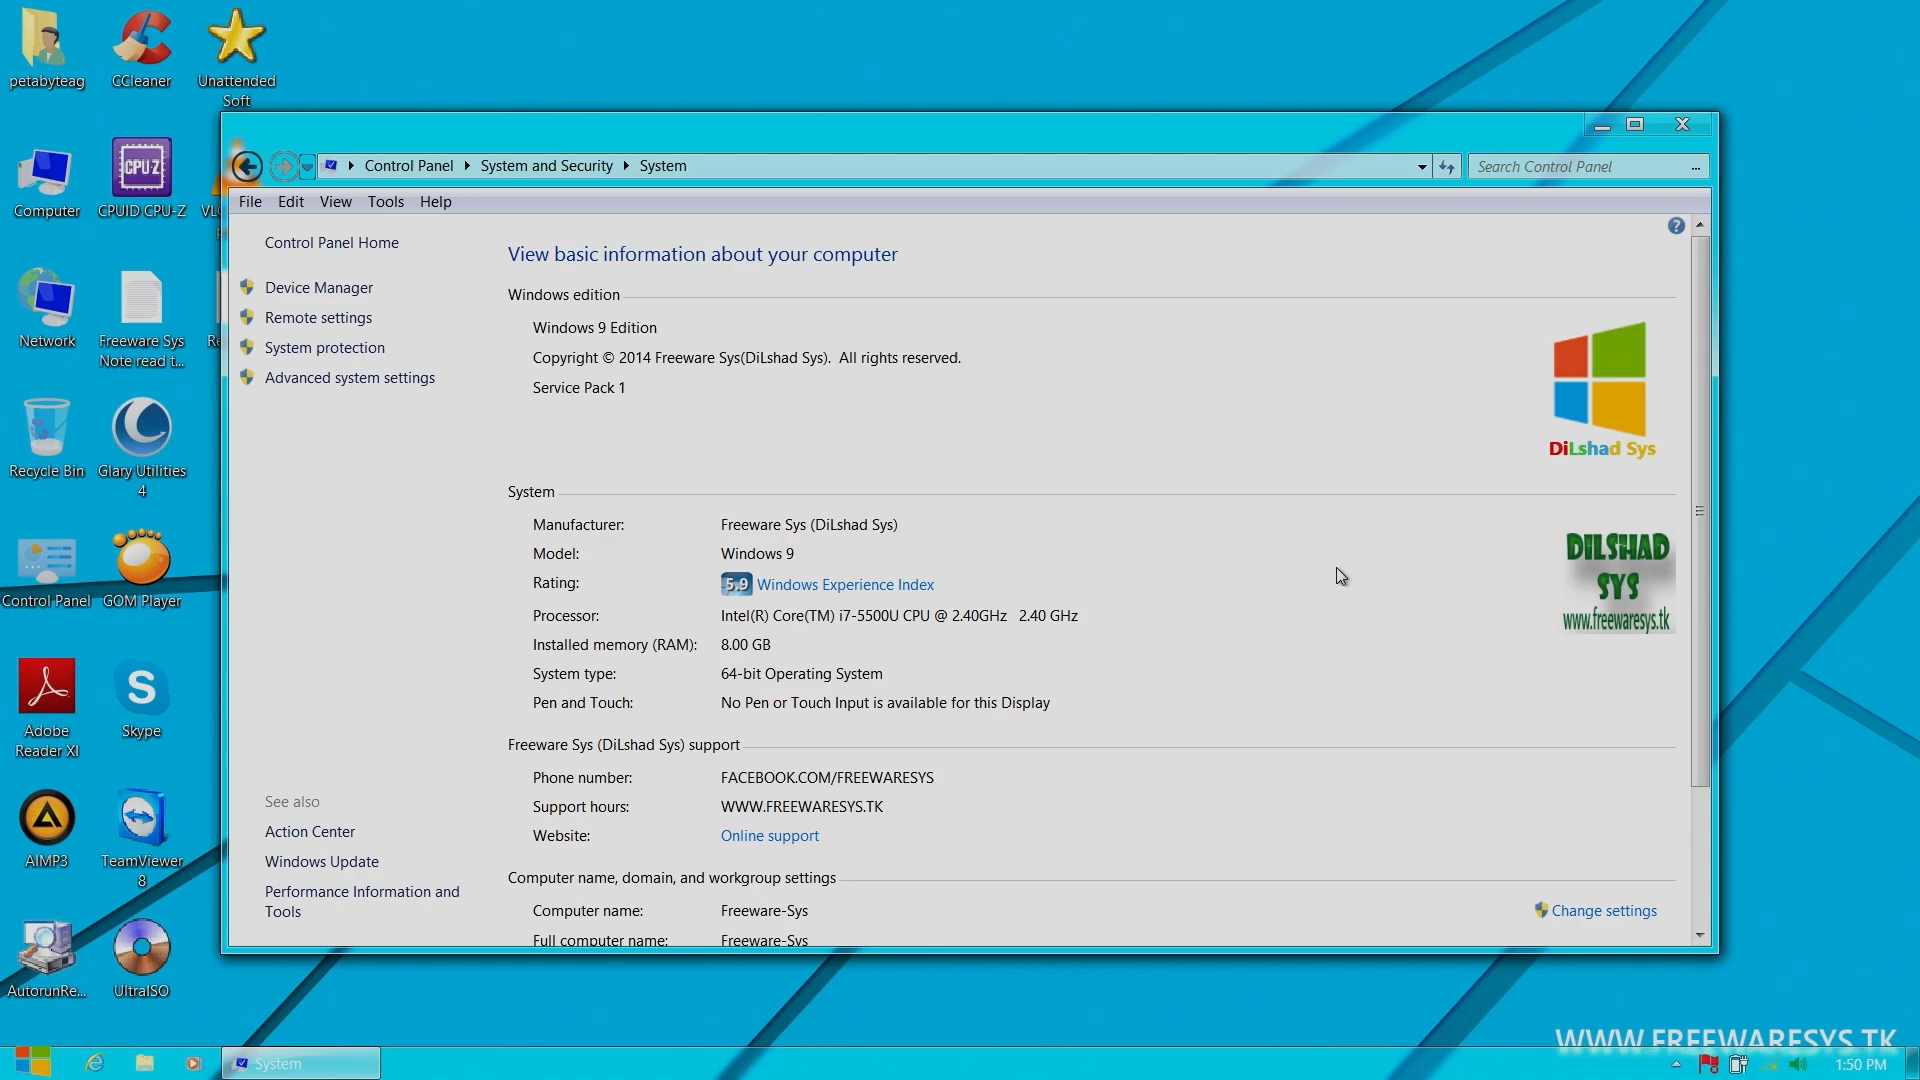 petabyteag
CCleaner
Unattended
Soft
Computer
CPUID CPU-Z
CPU-Z
Network
Freeware Sys
Note read t...
Recycle Bin
Glary Utilities
4
Control Panel
GOM Player
Adobe
Reader XI
Skype
AIMP3
TeamViewer
8
AutorunRe...
UltraISO
Control Panel
System and Security
System
Search Control Panel
...
File Edit View Tools Help
Control Panel Home
Device Manager
Remote settings
System protection
Advanced system settings
See also
Action Center
Windows Update
Performance Information and
Tools
View basic information about your computer
Windows edition
Windows 9 Edition
Copyright © 2014 Freeware Sys(DiLshad Sys).  All rights reserved.
Service Pack 1
DiLshad Sys
System
Manufacturer: Freeware Sys (DiLshad Sys)
Model: Windows 9
Rating: 5.9 Windows Experience Index
Processor: Intel(R) Core(TM) i7-5500U CPU @ 2.40GHz   2.40 GHz
Installed memory (RAM): 8.00 GB
System type: 64-bit Operating System
Pen and Touch: No Pen or Touch Input is available for this Display
DILSHAD
SYS
www.freewaresys.tk
Freeware Sys (DiLshad Sys) support
Phone number: FACEBOOK.COM/FREEWARESYS
Support hours: WWW.FREEWARESYS.TK
Website: Online support
Computer name, domain, and workgroup settings
Computer name: Freeware-Sys
Change settings
Full computer name: Freeware-Sys
WWW.FREEWARESYS.TK
System
1:50 PM